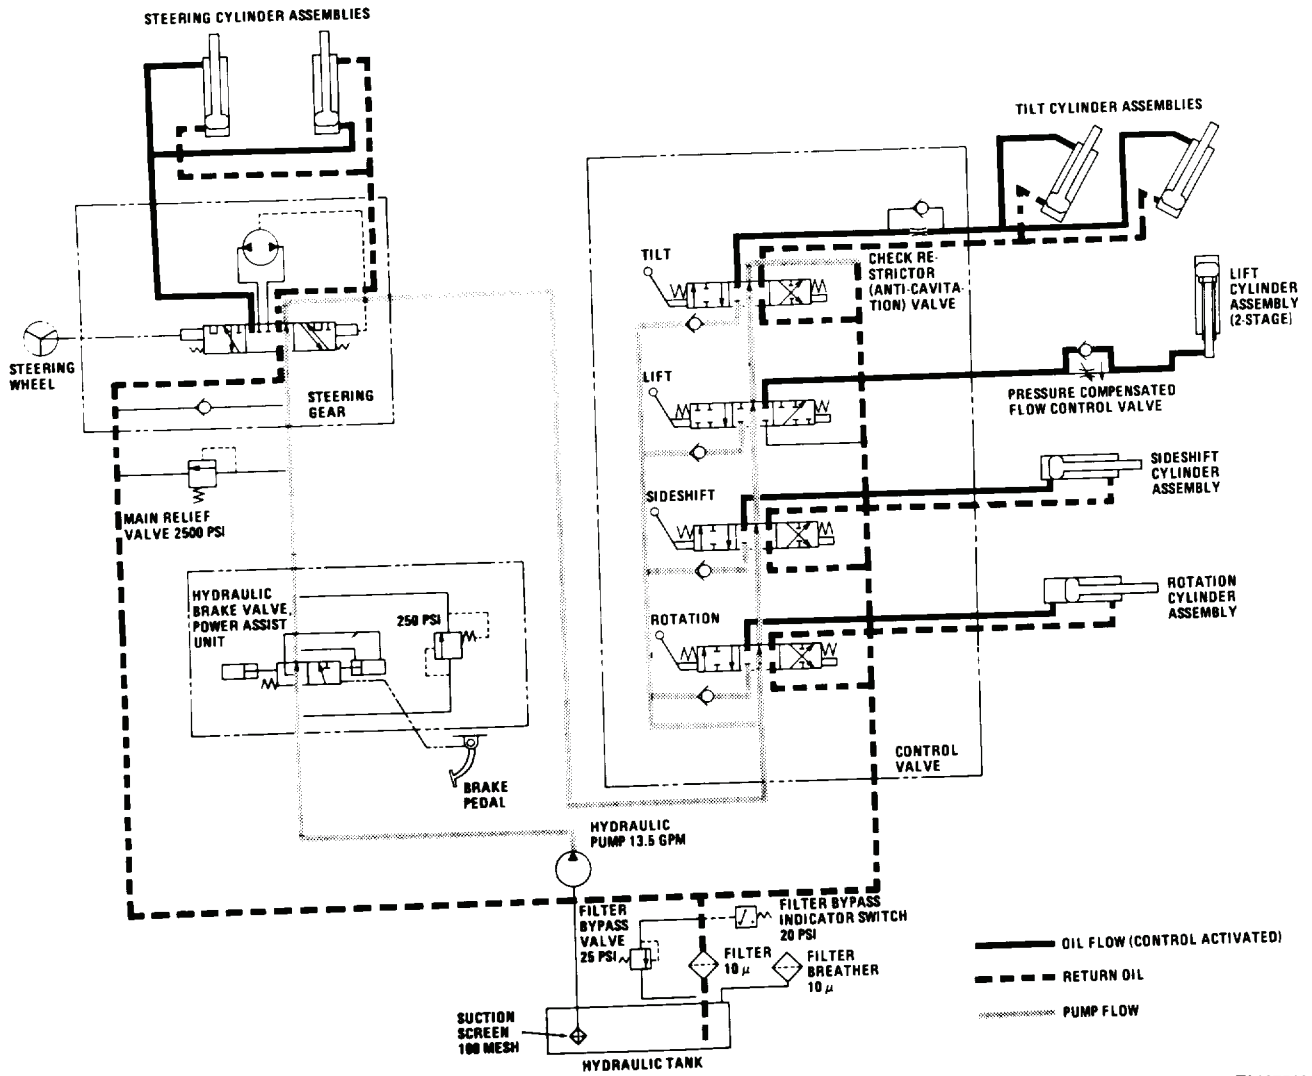 STEERING CYLINDER ASSEMBLIES
TILT CYLINDER ASSEMBLIES
TILT
CHECK RE-
STRICTOR
(ANTI-CAVITA-
TION) VALVE
LIFT
CYLINDER
ASSEMBLY
(2-STAGE)
STEERING
WHEEL
STEERING
GEAR
LIFT
PRESSURE COMPENSATED
FLOW CONTROL VALVE
SIDESHIFT
CYLINDER
ASSEMBLY
SIDESHIFT
MAIN RELIEF
VALVE 2500 PSI
HYDRAULIC
BRAKE VALVE,
POWER ASSIST
UNIT
250 PSI
ROTATION
ROTATION
CYLINDER
ASSEMBLY
CONTROL
VALVE
BRAKE
PEDAL
HYDRAULIC
PUMP 13.5 GPM
FILTER
BYPASS
VALVE
25 PSI
FILTER BYPASS
INDICATOR SWITCH
20 PSI
FILTER
10 μ
FILTER
BREATHER
10 μ
OIL FLOW (CONTROL ACTIVATED)
RETURN OIL
PUMP FLOW
SUCTION
SCREEN
100 MESH
HYDRAULIC TANK